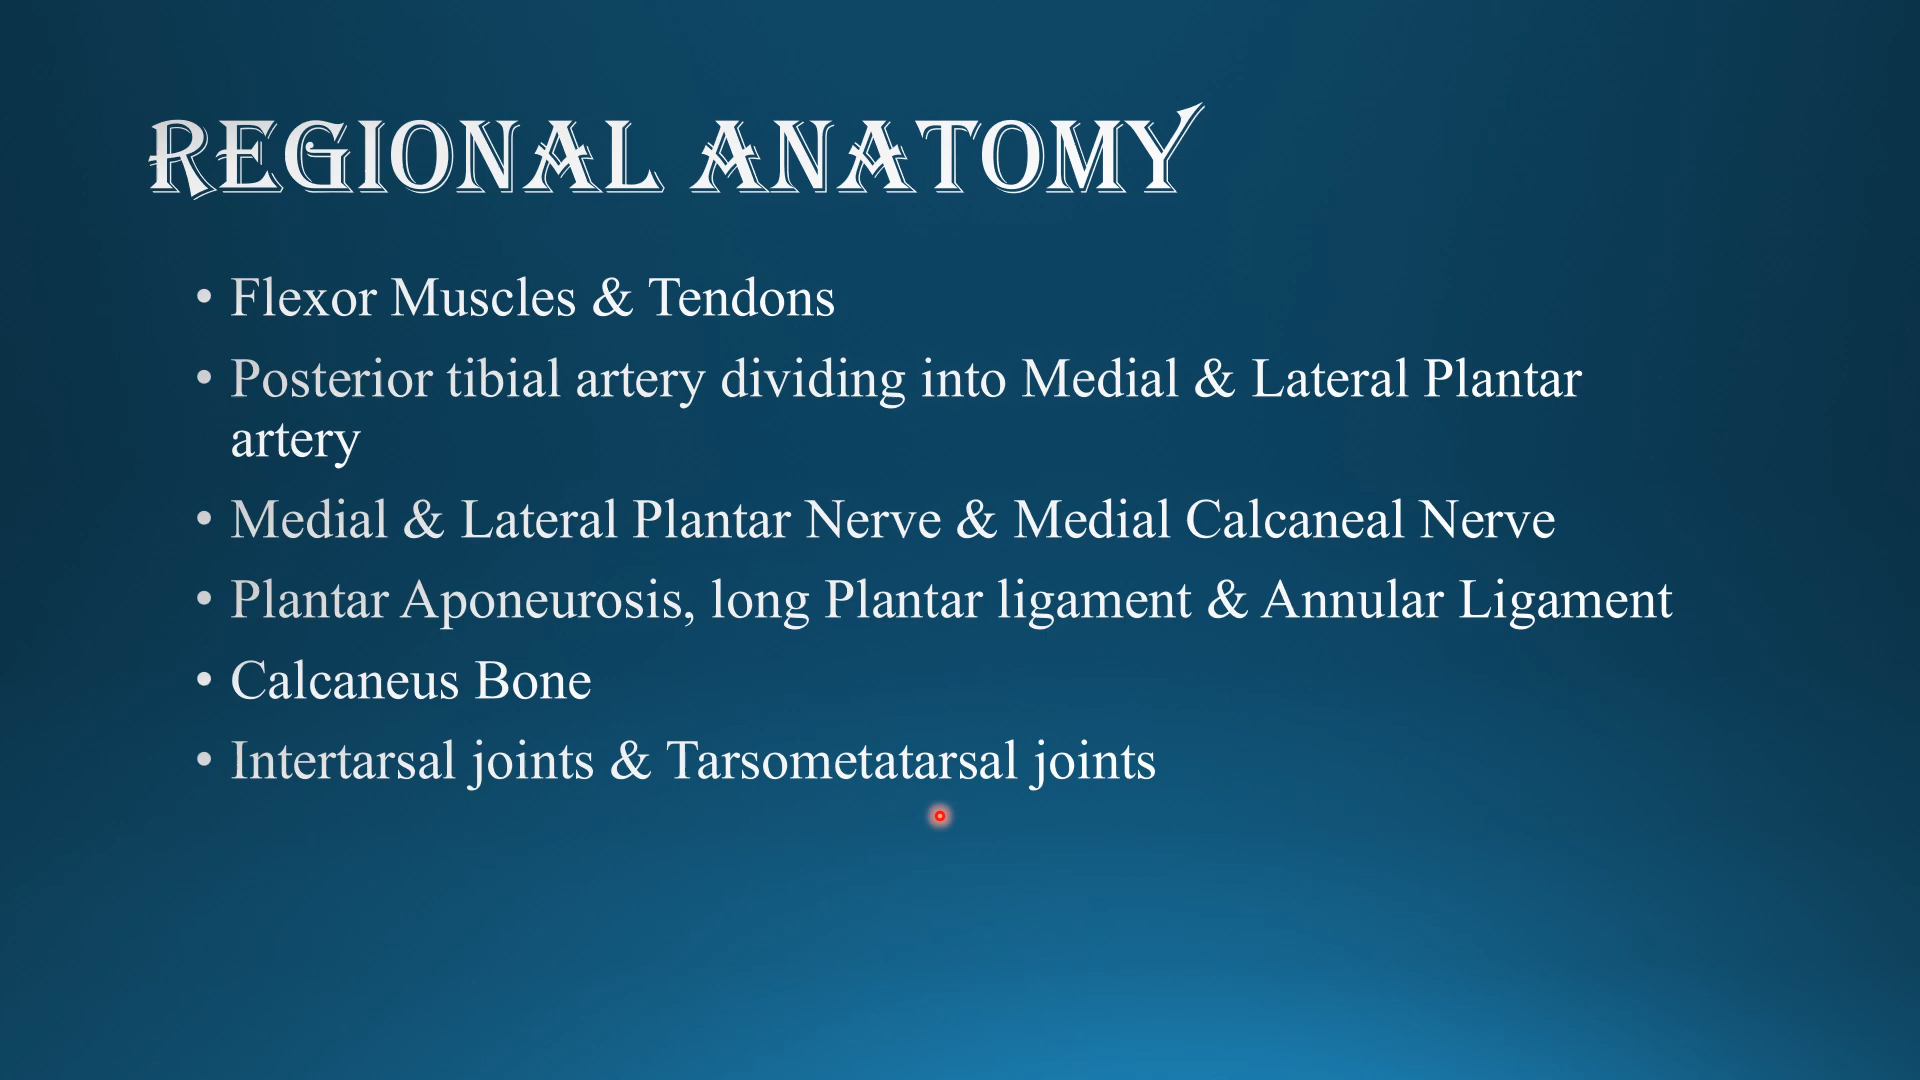 REGIONAL ANATOMY
• Flexor Muscles & Tendons
• Posterior tibial artery dividing into Medial & Lateral Plantar
artery
• Medial & Lateral Plantar Nerve & Medial Calcaneal Nerve
• Plantar Aponeurosis, long Plantar ligament & Annular Ligament
• Calcaneus Bone
• Intertarsal joints & Tarsometatarsal joints